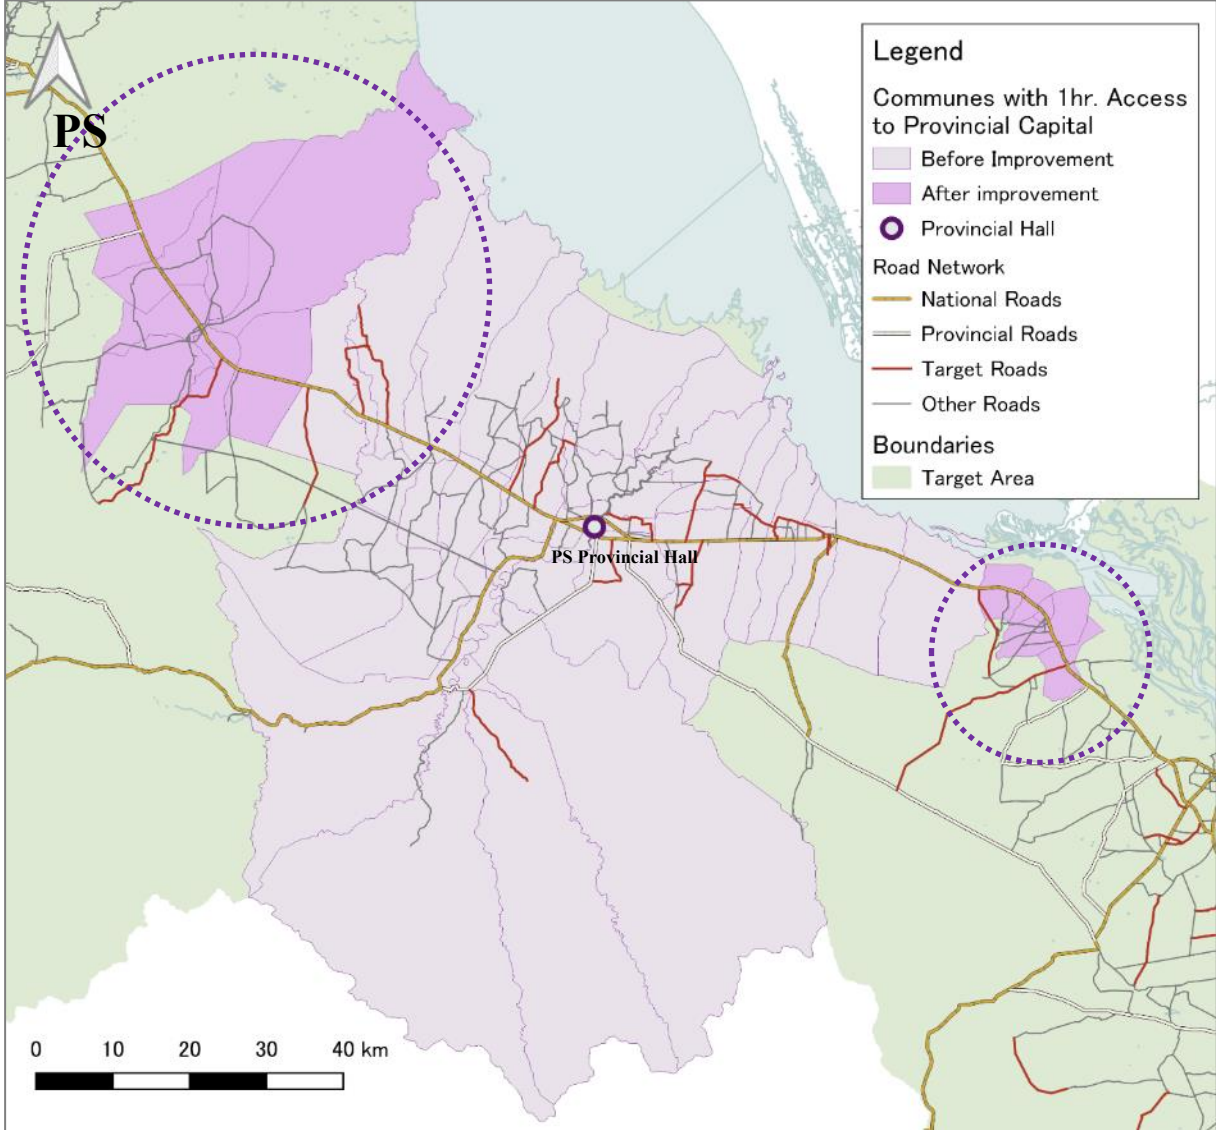 PS
Legend
Communes with 1hr. Access
to Provincial Capital
Before Improvement
After improvement
Provincial Hall
Road Network
National Roads
Provincial Roads
Target Roads
Other Roads
Boundaries
Target Area
PS Provincial Hall
0 10 20 30 40 km